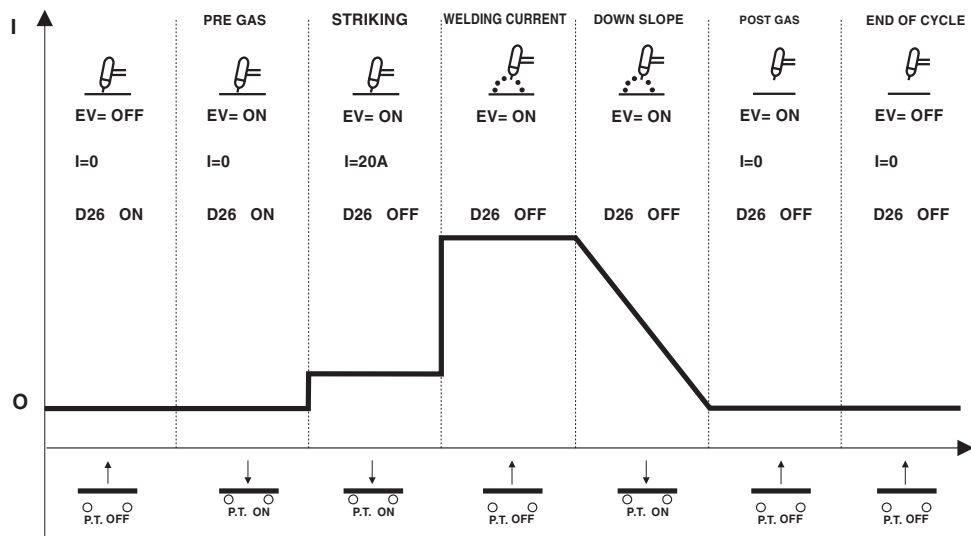 I
PRE GAS STRIKING WELDING CURRENT DOWN SLOPE POST GAS END OF CYCLE
EV= OFF EV= ON EV= ON EV= ON EV= ON EV= ON EV= OFF
I=0 I=0 I=20A I=0 I=0
D26 ON D26 ON D26 OFF D26 OFF D26 OFF D26 OFF D26 OFF
O
P.T. OFF P.T. ON P.T. ON P.T. OFF P.T. ON P.T. OFF P.T. OFF